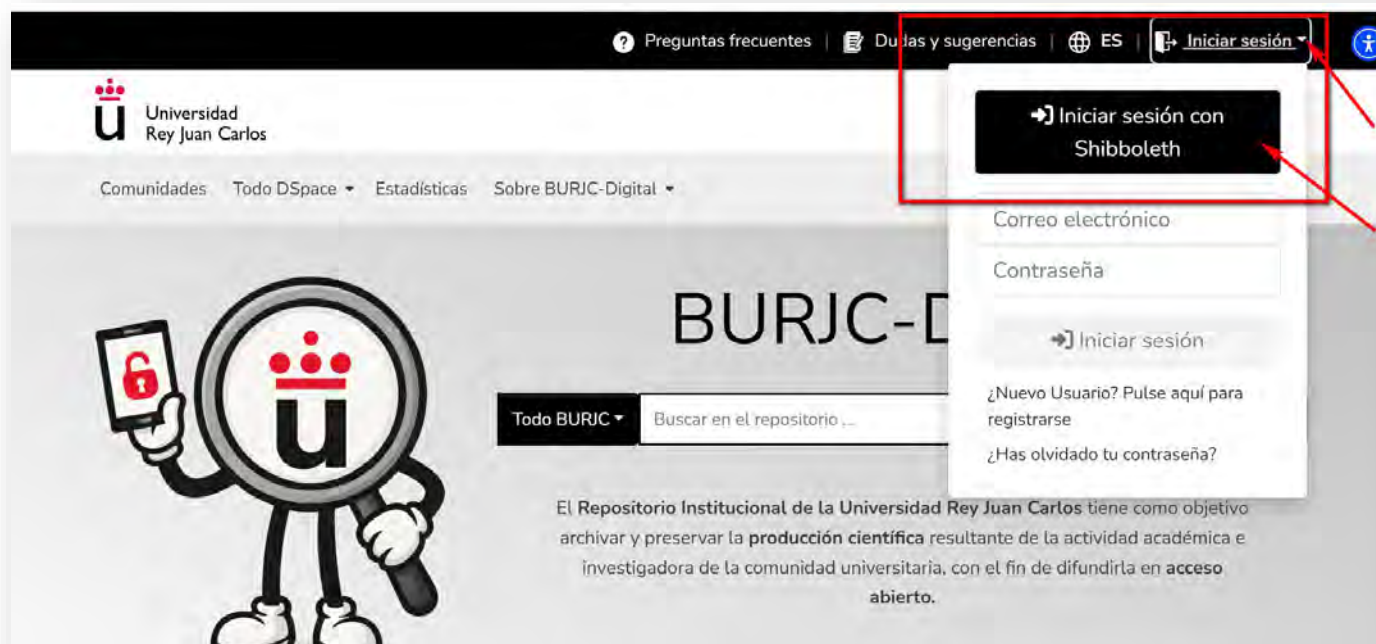 Preguntas frecuentes | Dudas y sugerencias | ES | Iniciar sesión
Universidad
Rey Juan Carlos
Iniciar sesión con
Shibboleth
Comunidades Todo DSpace Estadísticas Sobre BURJC-Digital
Correo electrónico
Contraseña
Iniciar sesión
¿Nuevo Usuario? Pulse aquí para
registrarse
¿Has olvidado tu contraseña?
BURJC-D
Todo BURJC Buscar en el repositorio ...
El Repositorio Institucional de la Universidad Rey Juan Carlos tiene como objetivo
archivar y preservar la producción científica resultante de la actividad académica e
investigadora de la comunidad universitaria, con el fin de difundirla en acceso
abierto.